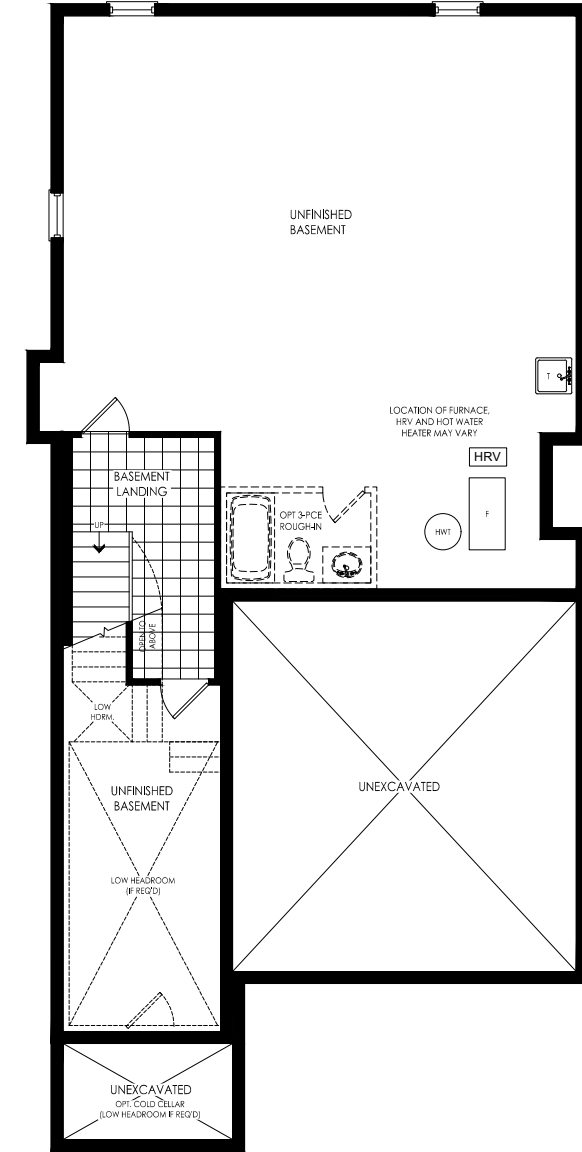 UNFINISHED
BASEMENT
T
LOCATION OF FURNACE,
HRV AND HOT WATER
HEATER MAY VARY
HRV
BASEMENT
LANDING
OPT 3-PCE
ROUGH-IN
F
HWT
UP
OPEN TO
ABOVE
LOW
HDRM.
UNFINISHED
BASEMENT
UNEXCAVATED
LOW HEADROOM
(IF REQ'D)
UNEXCAVATED
OPT. COLD CELLAR
(LOW HEADROOM IF REQ'D)